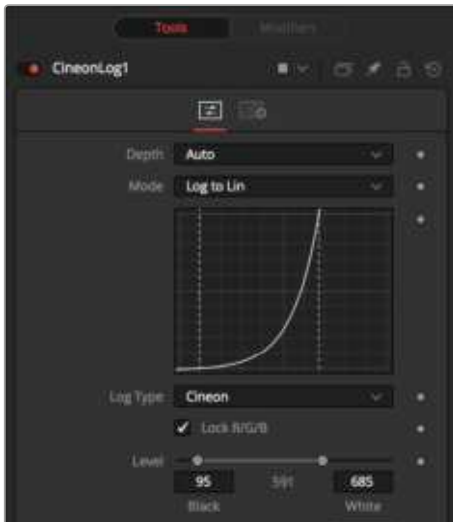 Tools Modifiers
CineonLog1
Depth Auto
Mode Log to Lin
Log Type Cineon
Lock R/G/B
Level
95 591 685
Black White